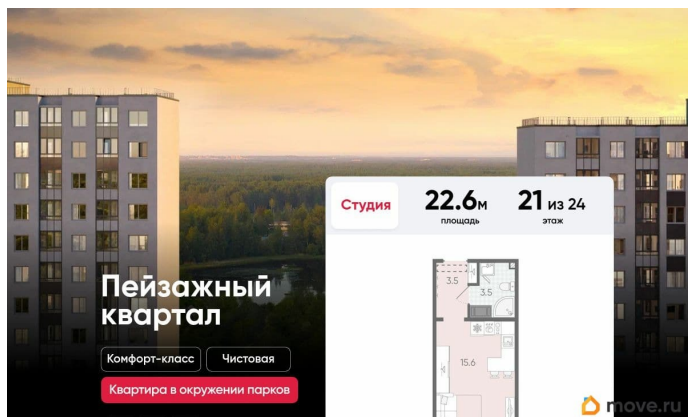 Студия
22.6м
площадь
21 из 24
этаж
3.5
3.5
15.6
Пейзажный
квартал
Комфорт-класс
Чистовая
Квартира в окружении парков
move.ru